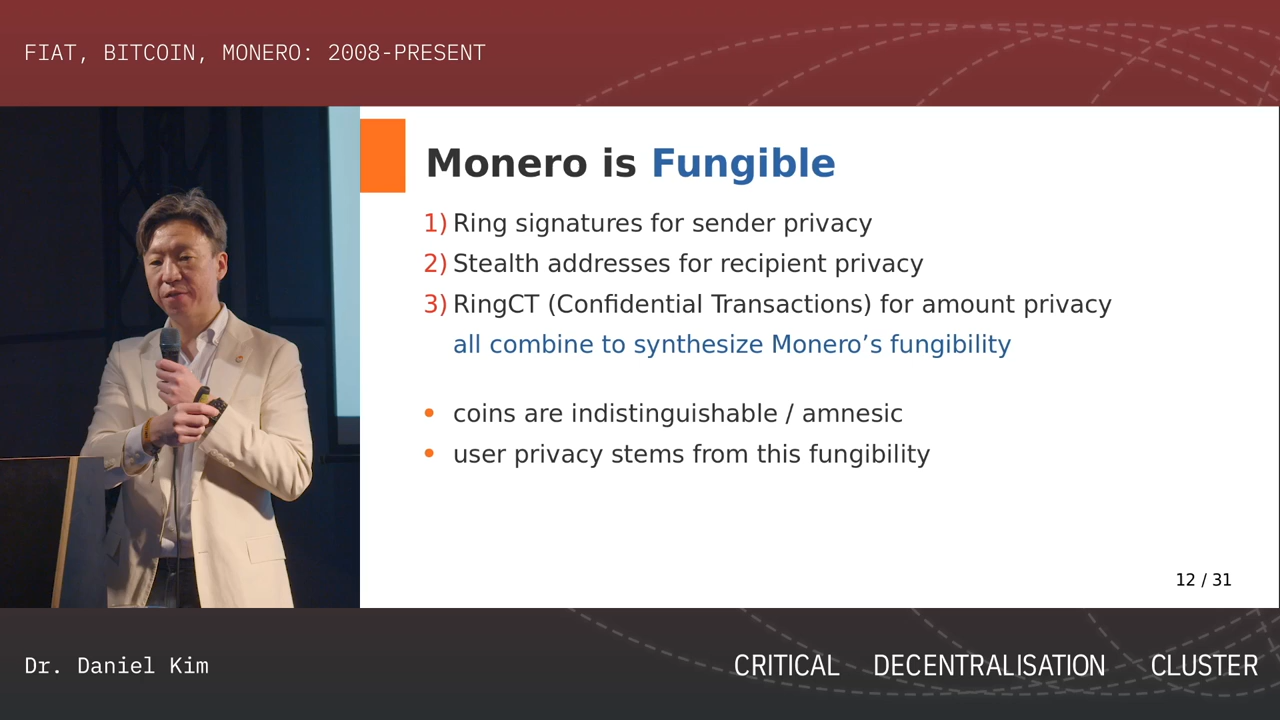 FIAT, BITCOIN, MONERO: 2008-PRESENT
Monero is Fungible
1) Ring signatures for sender privacy
2) Stealth addresses for recipient privacy
3) RingCT (Confidential Transactions) for amount privacy
all combine to synthesize Monero’s fungibility
• coins are indistinguishable / amnesic
• user privacy stems from this fungibility
12 / 31
Dr. Daniel Kim
CRITICAL DECENTRALISATION CLUSTER